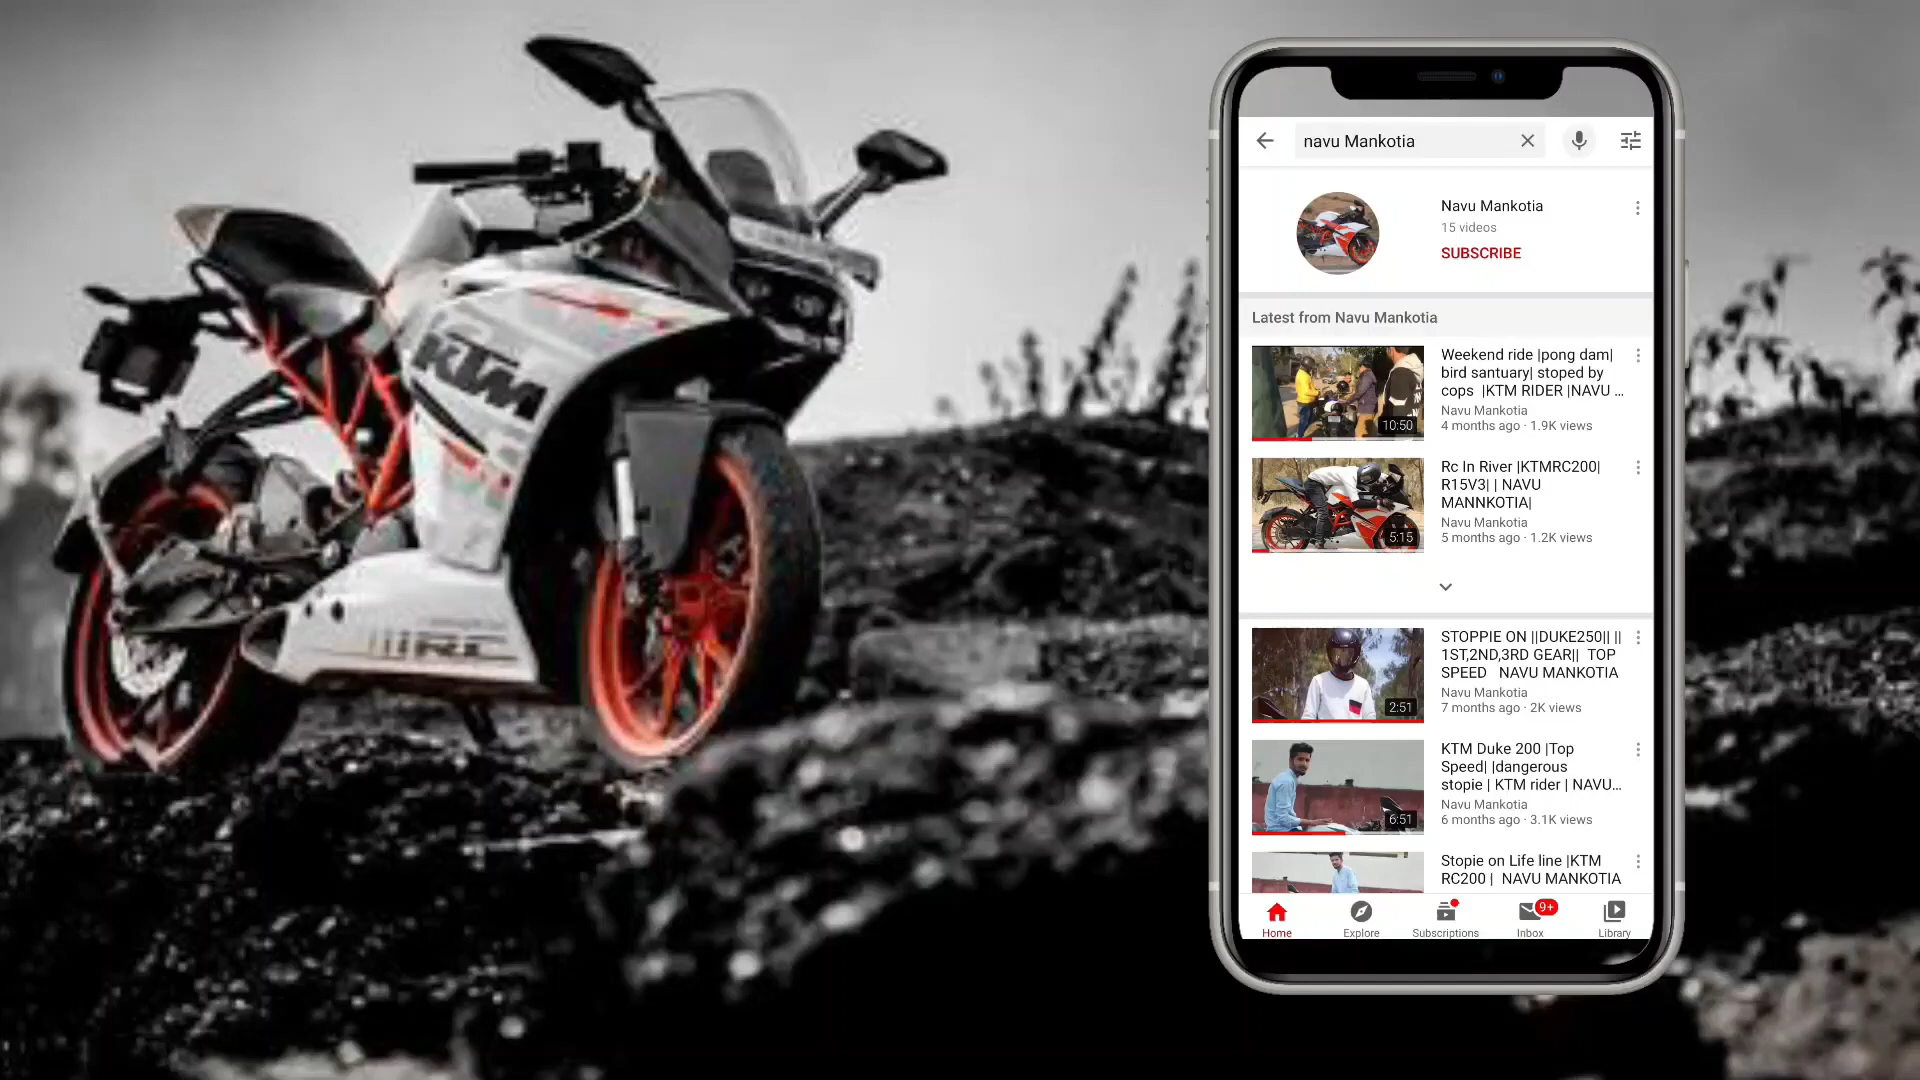 KTM
RC
navu Mankotia
Navu Mankotia
15 videos
SUBSCRIBE
Latest from Navu Mankotia
Weekend ride |pong dam|
bird santuary| stoped by
cops |KTM RIDER |NAVU ...
Navu Mankotia
4 months ago · 1.9K views
10:50
Rc In River |KTMRC200|
R15V3| | NAVU
MANNKOTIA|
Navu Mankotia
5 months ago · 1.2K views
5:15
STOPPIE ON ||DUKE250|| ||
1ST,2ND,3RD GEAR|| TOP
SPEED NAVU MANKOTIA
Navu Mankotia
7 months ago · 2K views
2:51
KTM Duke 200 |Top
Speed| |dangerous
stopie | KTM rider | NAVU...
Navu Mankotia
6 months ago · 3.1K views
6:51
Stopie on Life line |KTM
RC200 | NAVU MANKOTIA
9+
Home
Explore
Subscriptions
Inbox
Library